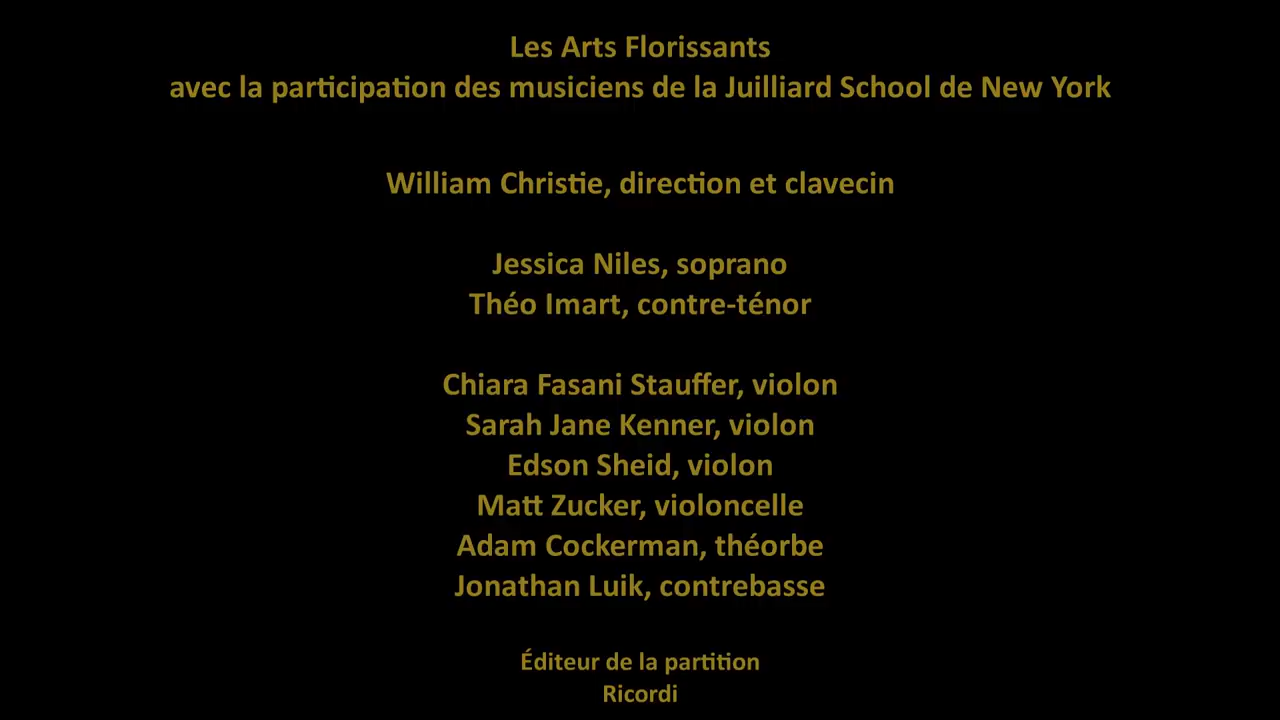 Les Arts Florissants
avec la participation des musiciens de la Juilliard School de New York
William Christie, direction et clavecin
Jessica Niles, soprano
Théo Imart, contre-ténor
Chiara Fasani Stauffer, violon
Sarah Jane Kenner, violon
Edson Sheid, violon
Matt Zucker, violoncelle
Adam Cockerman, théorbe
Jonathan Luik, contrebasse
Éditeur de la partition
Ricordi